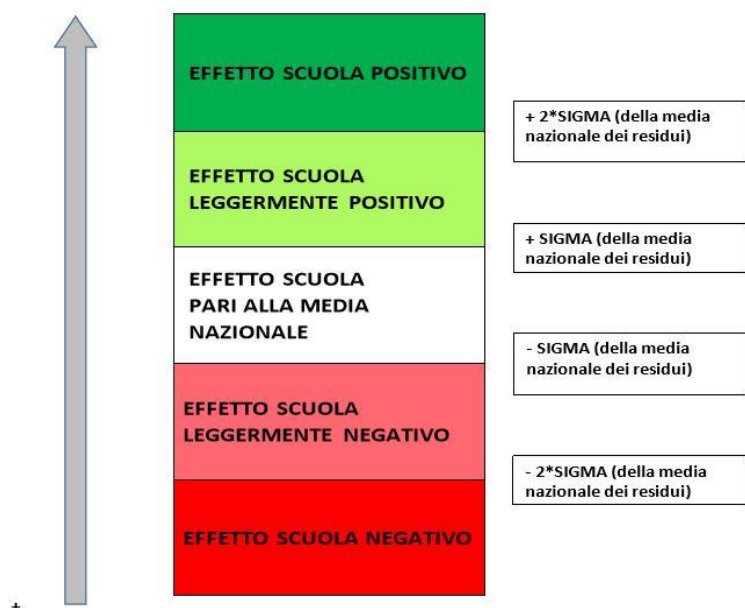 EFFETTO SCUOLA POSITIVO
+ 2*SIGMA (della media
nazionale dei residui)
EFFETTO SCUOLA
LEGGERMENTE POSITIVO
+ SIGMA (della media
nazionale dei residui)
EFFETTO SCUOLA
PARI ALLA MEDIA
NAZIONALE
- SIGMA (della media
nazionale dei residui)
EFFETTO SCUOLA
LEGGERMENTE NEGATIVO
- 2*SIGMA (della media
nazionale dei residui)
EFFETTO SCUOLA NEGATIVO
+